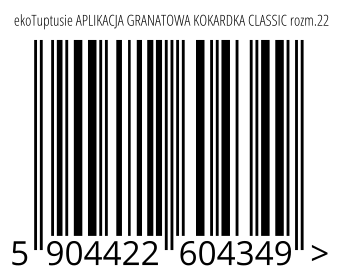 ekoTuptusie APLIKACJA GRANATOWA KOKARDKA CLASSIC rozm.22
5 904422 604349 >